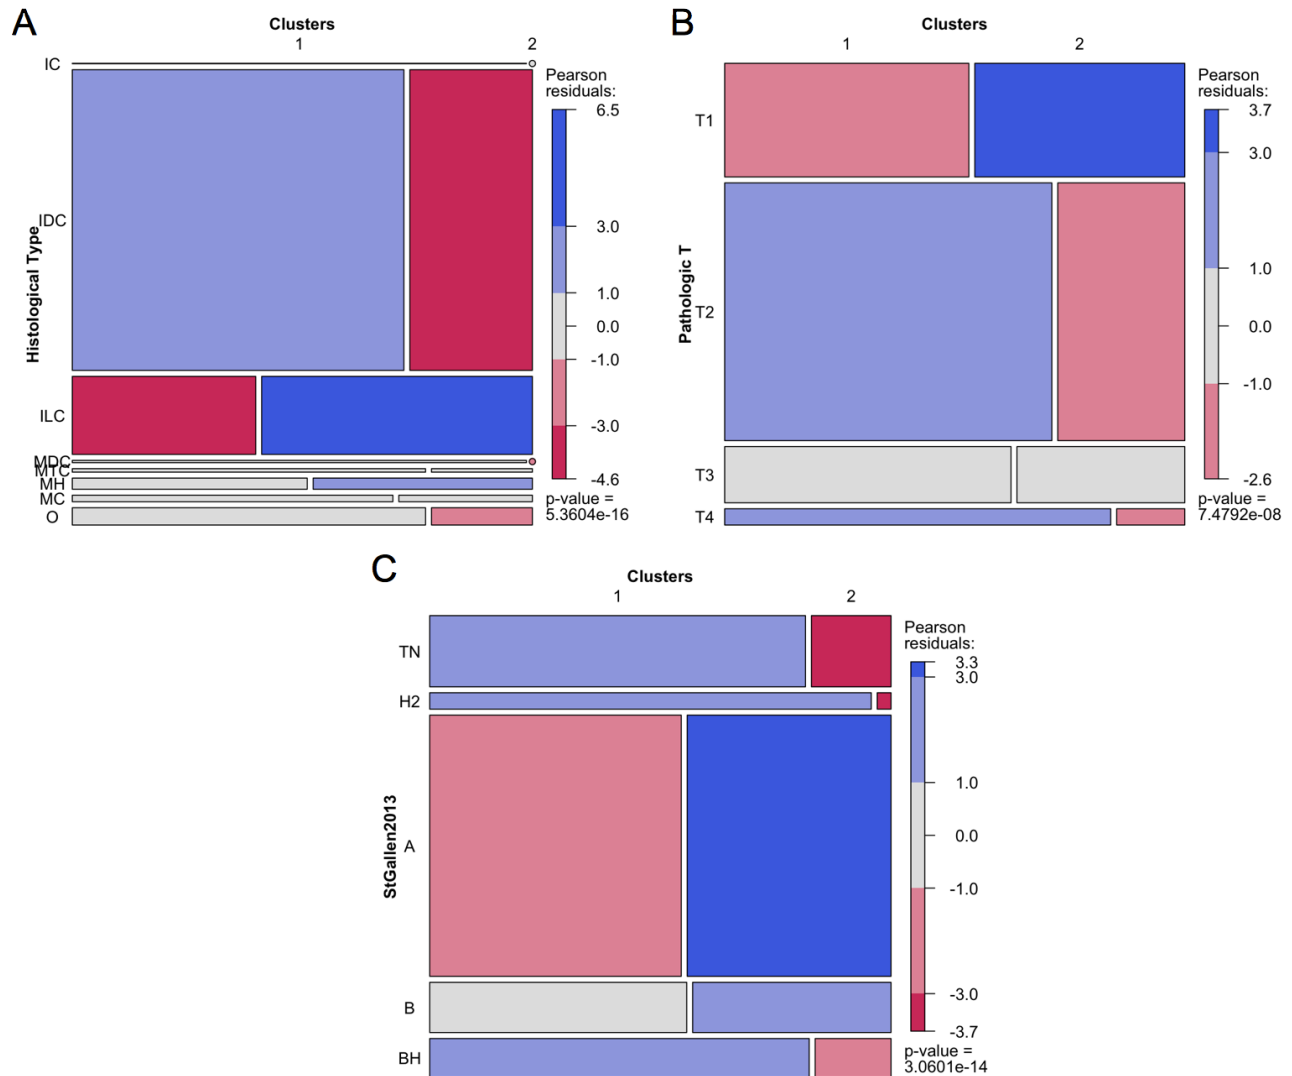 A
Clusters
1 2
IC
IDC
ILC
MDC
MTC
MH
MC
O
Histological Type
Pearson
residuals:
6.5
3.0
1.0
0.0
-1.0
-3.0
-4.6
p-value =
5.3604e-16
B
Clusters
1 2
T1
T2
T3
T4
Pathologic T
Pearson
residuals:
3.7
3.0
1.0
0.0
-1.0
-2.6
p-value =
7.4792e-08
C
Clusters
1 2
TN
H2
A
B
BH
StGallen2013
Pearson
residuals:
3.3
3.0
1.0
0.0
-1.0
-3.0
-3.7
p-value =
3.0601e-14